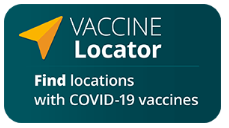 VACCINE
Locator
Find locations
with COVID-19 vaccines